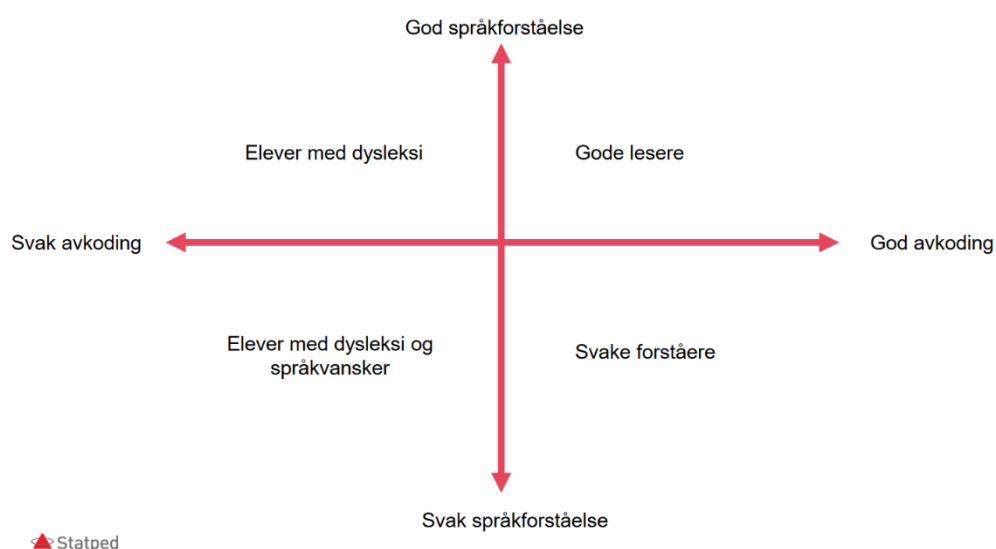 God språkforståelse
Elever med dysleksi
Gode lesere
Svak avkoding
God avkoding
Elever med dysleksi og
språkvansker
Svake forståere
Svak språkforståelse
Statped